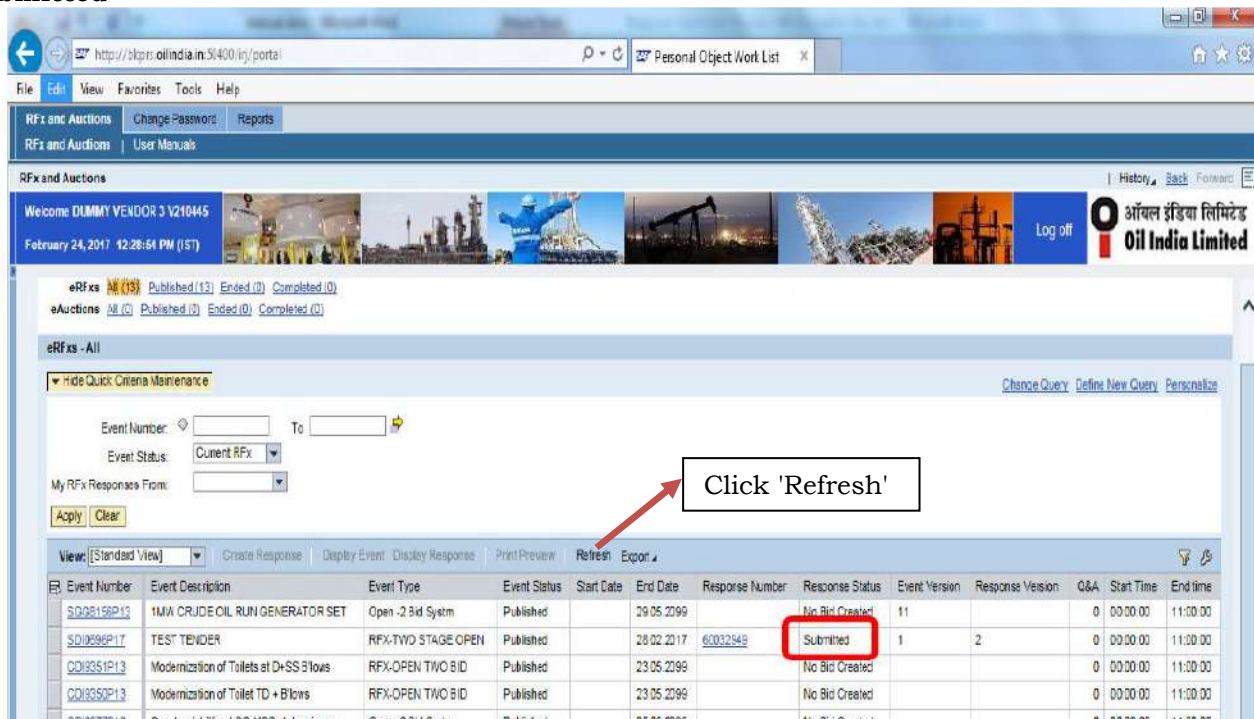 http://blcprs.oilindia.in:50400/irj/portal
Personal Object Work List
File Edit View Favorites Tools Help
RFx and Auctions Change Password Reports
RFx and Auctions | User Manuals
RFx and Auctions
| History Back Forward
Welcome DUMMY VENDOR 3 V210445
February 24, 2017 12:28:54 PM (IST)
Log off
ऑयल इंडिया लिमिटेड
Oil India Limited
eRFxs All (13) Published (13) Ended (0) Completed (0)
eAuctions All (0) Published (0) Ended (0) Completed (0)
eRFxs - All
Hide Quick Criteria Maintenance
Change Query Define New Query Personalize
Event Number: To
Event Status: Current RFx
My RFx Responses From:
Click 'Refresh'
Apply Clear
View: [Standard View] Create Response Display Event Display Response Print Preview Refresh Export
Event Number Event Description Event Type Event Status Start Date End Date Response Number Response Status Event Version Response Version Q&A Start Time End time
1MW CRUDE OIL RUN GENERATOR SET Open -2 Bid Systm Published 29.05.2099 No Bid Created 11 0 00:00:00 11:00:00
SDI9696P17 TEST TENDER RFX-TWO STAGE OPEN Published 28.02.2017 60032949 Submitted 1 2 0 00:00:00 11:00:00
CDI9351P13 Modernization of Toilets at D+SS B'lows RFX-OPEN TWO BID Published 23.05.2099 No Bid Created 0 00:00:00 11:00:00
CDI9350P13 Modernization of Toilet TD + B'lows RFX-OPEN TWO BID Published 23.05.2099 No Bid Created 0 00:00:00 11:00:00